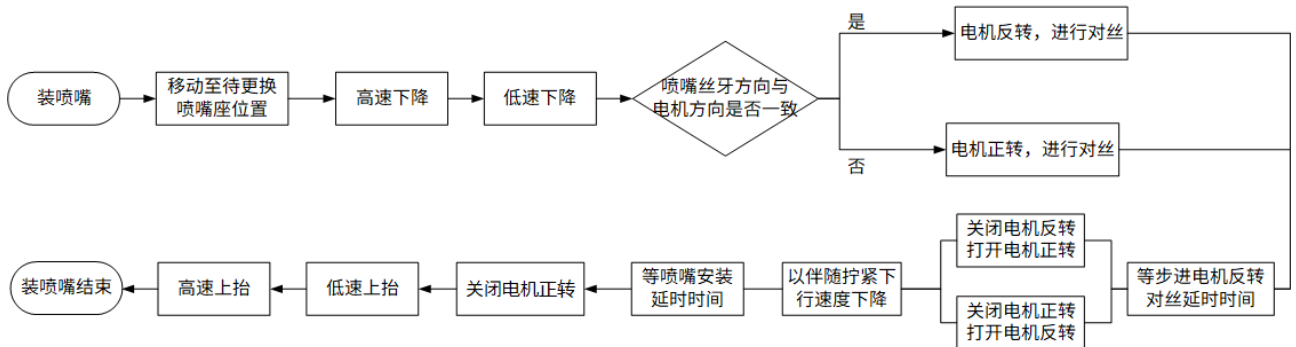 装喷嘴
移动至待更换
喷嘴座位置
高速下降
低速下降
喷嘴丝牙方向与
电机方向是否一致
是
电机反转，进行对丝
否
电机正转，进行对丝
等步进电机反转
对丝延时时间
关闭电机反转
打开电机正转
关闭电机正转
打开电机反转
以伴随拧紧下
行速度下降
等喷嘴安装
延时时间
关闭电机正转
低速上抬
高速上抬
装喷嘴结束